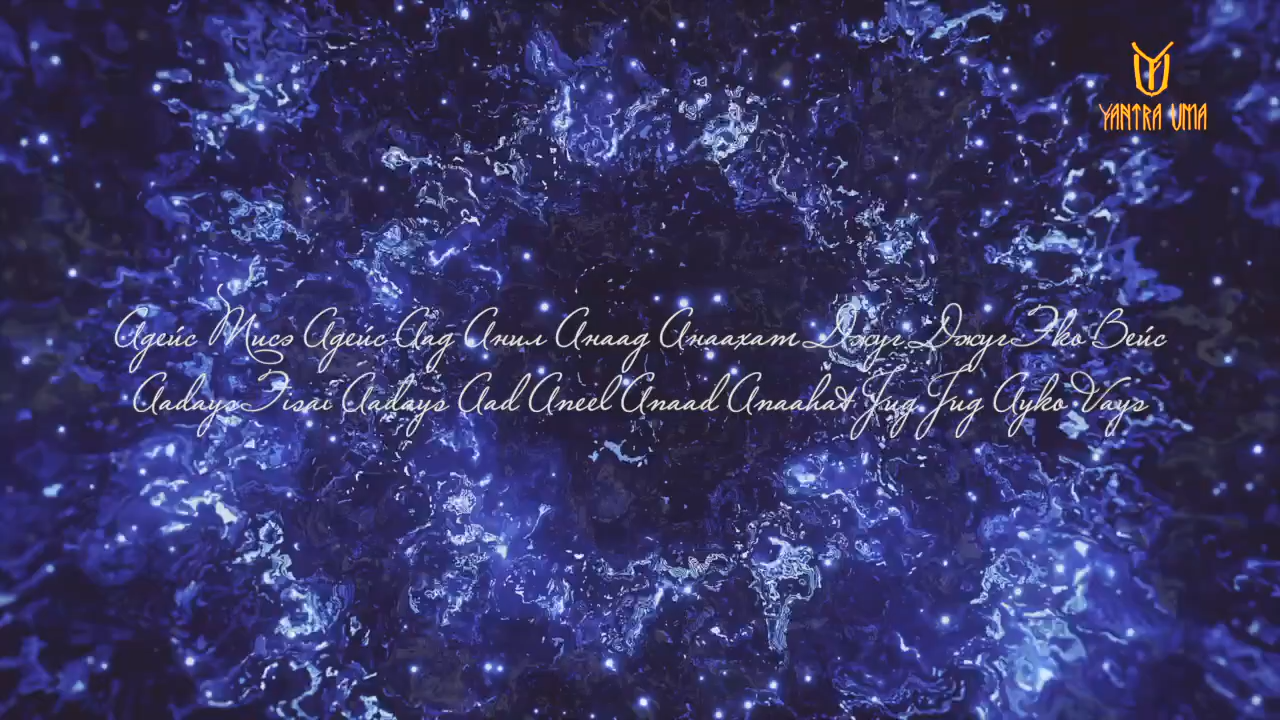 YANTRA UMA
Адейс Тисэ Адейс Аад Анил Анаад Анаахат Джуг Джуг Эко Вейс
Aadays Tisai Aadays Aad Aneel Anaad Anaahat Jug Jug Ayko Vays